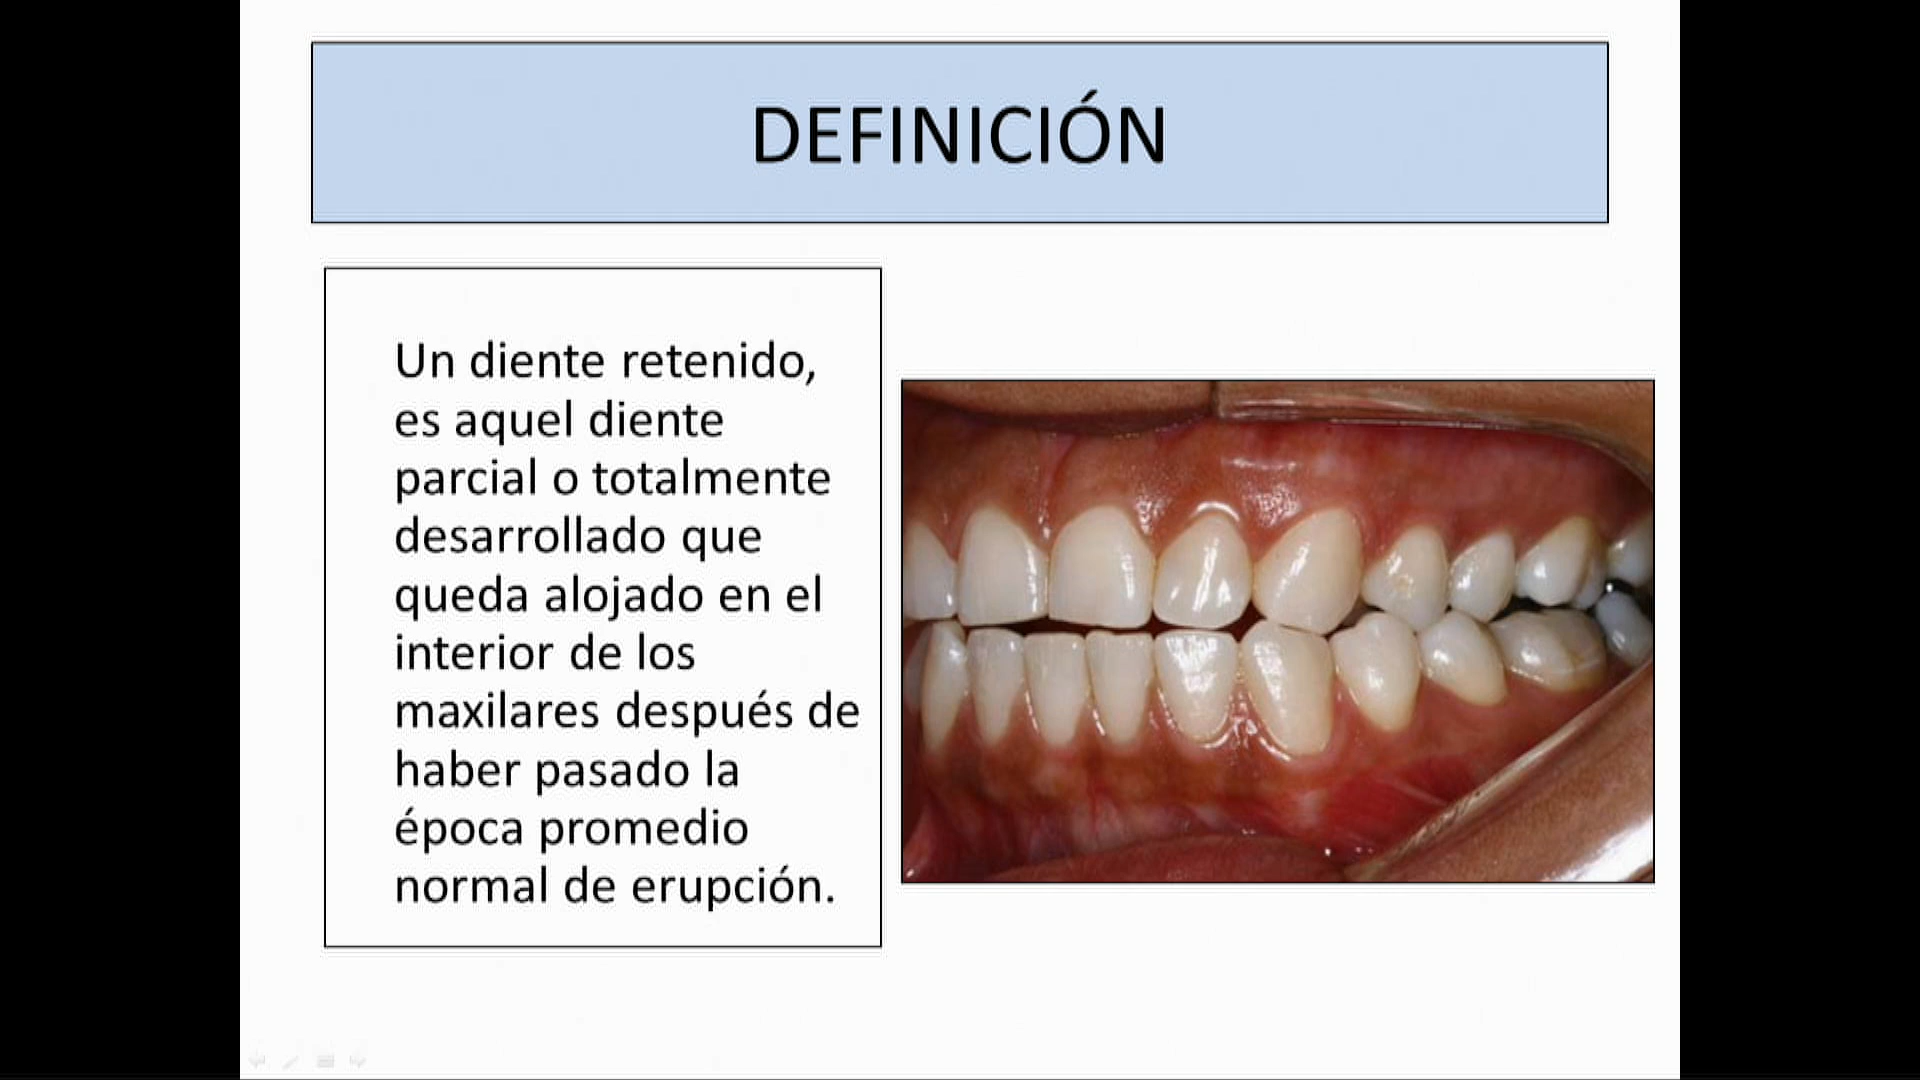 DEFINICIÓN
Un diente retenido,
es aquel diente
parcial o totalmente
desarrollado que
queda alojado en el
interior de los
maxilares después de
haber pasado la
época promedio
normal de erupción.